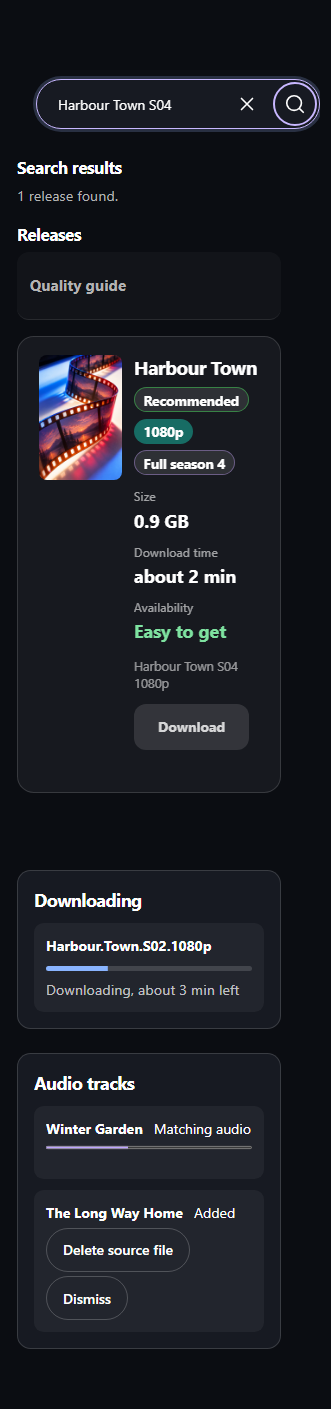 Harbour Town S04
Search results
1 release found.
Releases
Quality guide
Harbour Town
Recommended
1080p
Full season 4
Size
0.9 GB
Download time
about 2 min
Availability
Easy to get
Harbour Town S04
1080p
Download
Downloading
Harbour.Town.S02.1080p
Downloading, about 3 min left
Audio tracks
Winter Garden Matching audio
The Long Way Home Added
Delete source file
Dismiss